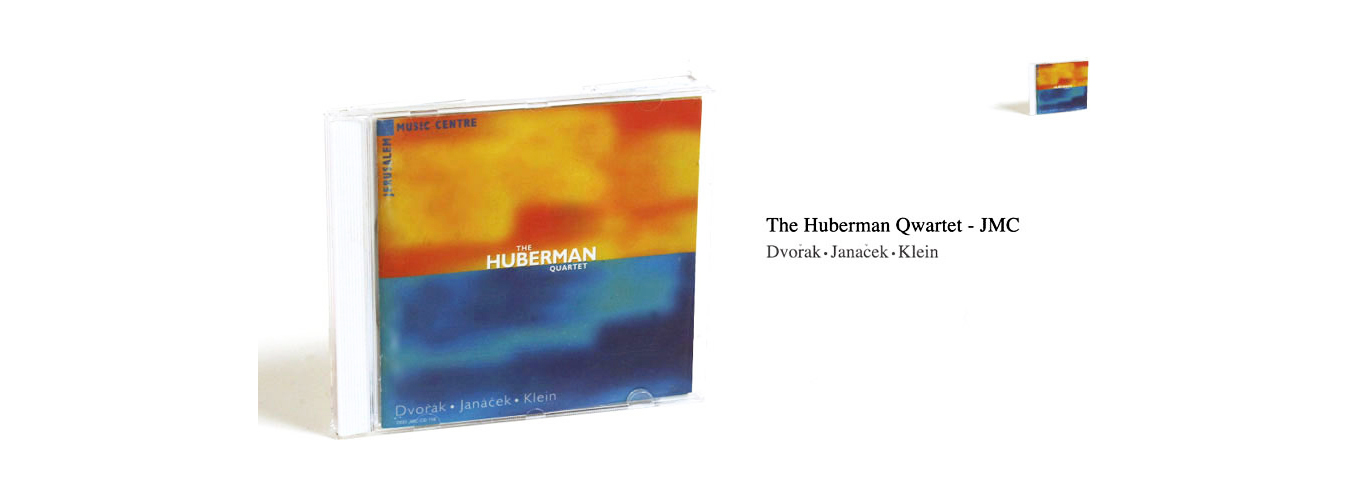 MUSIC CENTRE
JERUSALEM
THE
HUBERMAN
QUARTET
Dvořak • Janaček • Klein
The Huberman Qwartet - JMC
Dvořak • Janaček • Klein